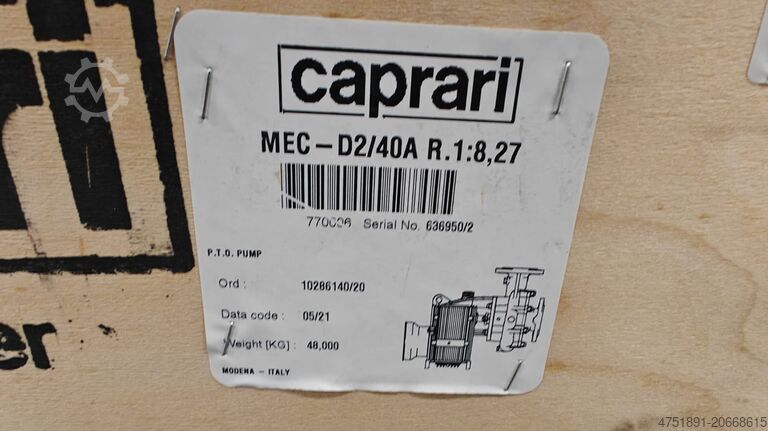 caprari
MEC-D2/40A R.1:8,27
Serial No. 636950/2
P.T.O. PUMP
Ord : 10286140/20
Data code : 05/21
Weight [KG] : 48,000
MODENA - ITALY
4751891-20668615